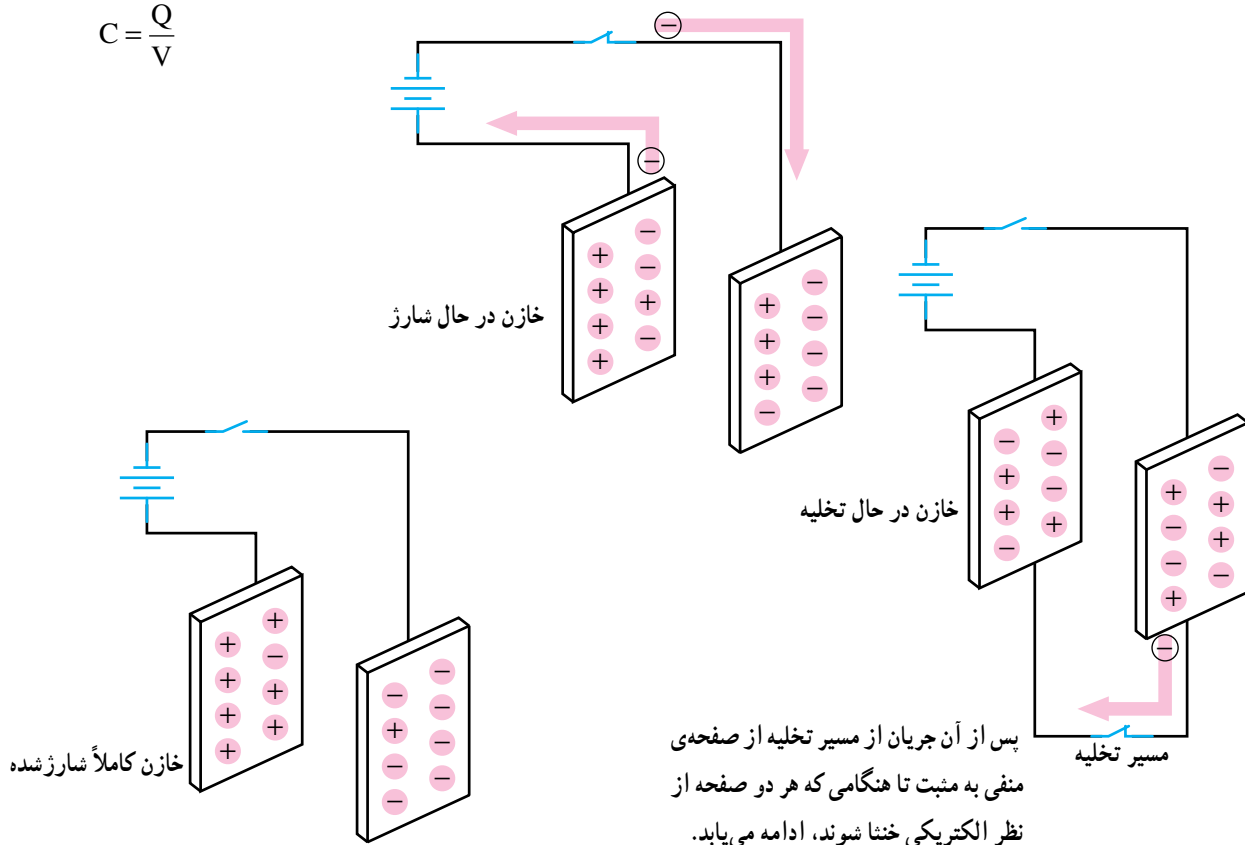 C = Q/V
خازن در حال شارژ
خازن در حال تخلیه
خازن کاملاً شارژشده
مسیر تخلیه
پس از آن جریان از مسیر تخلیه از صفحه‌ی
منفی به مثبت تا هنگامی که هر دو صفحه از
نظر الکتریکی خنثا شوند، ادامه می‌یابد.